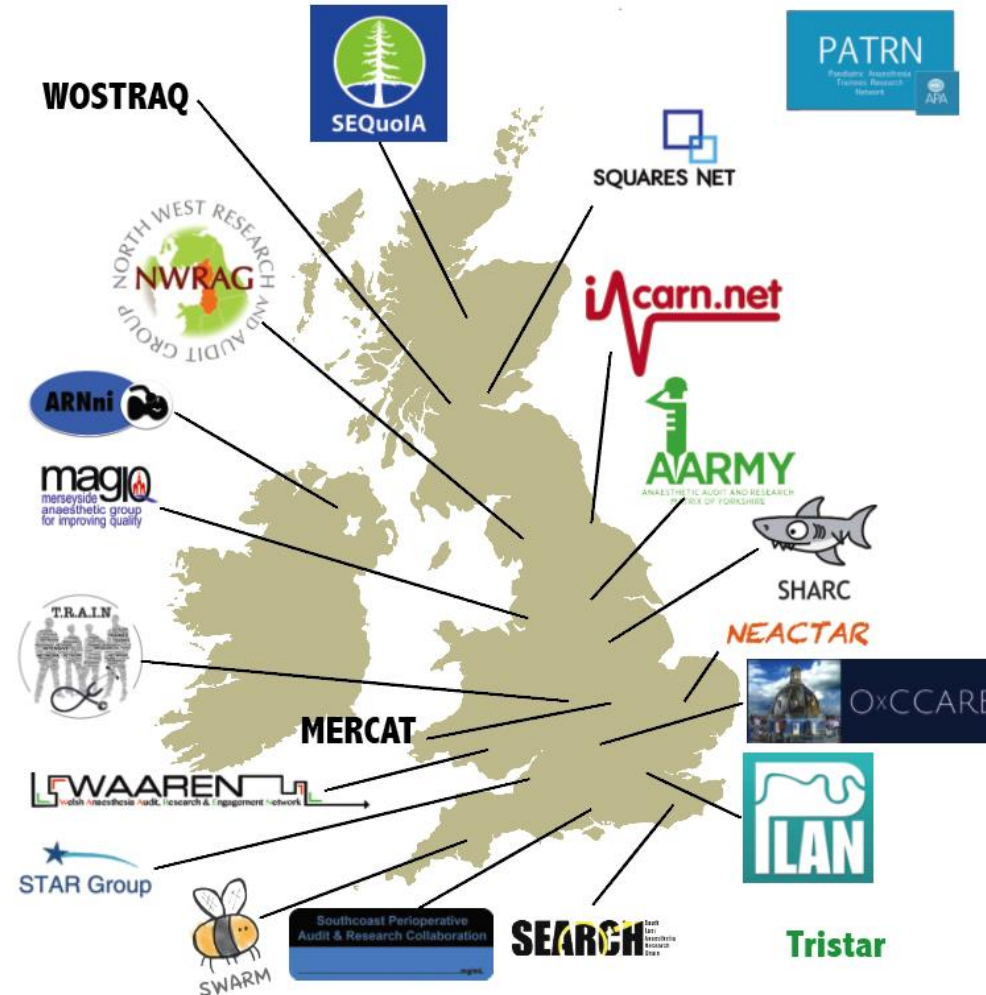 WOSTRAQ
SEQuoIA
PATRN
Paediatric Anaesthesia
Trainees Research
Network
APA
SQUARES NET
NORTH WEST RESEARCH AND AUDIT GROUP
NWRAG
iAcarn.net
ARNni
AARMY
ANAESTHETIC AUDIT AND RESEARCH
MATRIX OF YORKSHIRE
magIQ
merseyside
anaesthetic group
for improving quality
SHARC
T.R.A.I.N
NEACTAR
OxCCARE
MERCAT
WAAREN
Welsh Anaesthesia Audit, Research & Engagement Network
PLAN
STAR Group
SWARM
Southcoast Perioperative
Audit & Research Collaboration
mg/mL
SEARCH
South
East
Anaesthesia
Research
Tristar